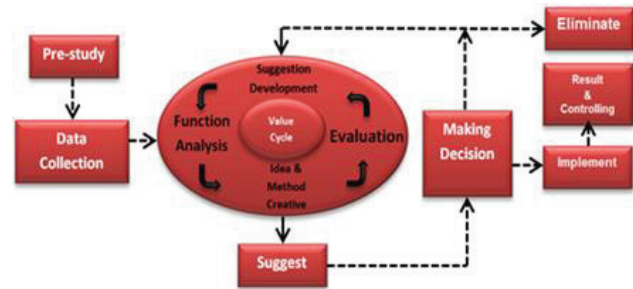 Pre-study
Data
Collection
Suggestion
Development
Function
Analysis
Value
Cycle
Evaluation
Idea &
Method
Creative
Suggest
Making
Decision
Eliminate
Result
&
Controlling
Implement